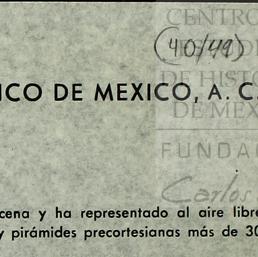 CENTRO
(40/49)
DE HIST
ICO DE MEXICO, A. C.
DE MEX
FUNDAC
Carlos
cena y ha representado al aire libre
y pirámides precortesianas más de 30